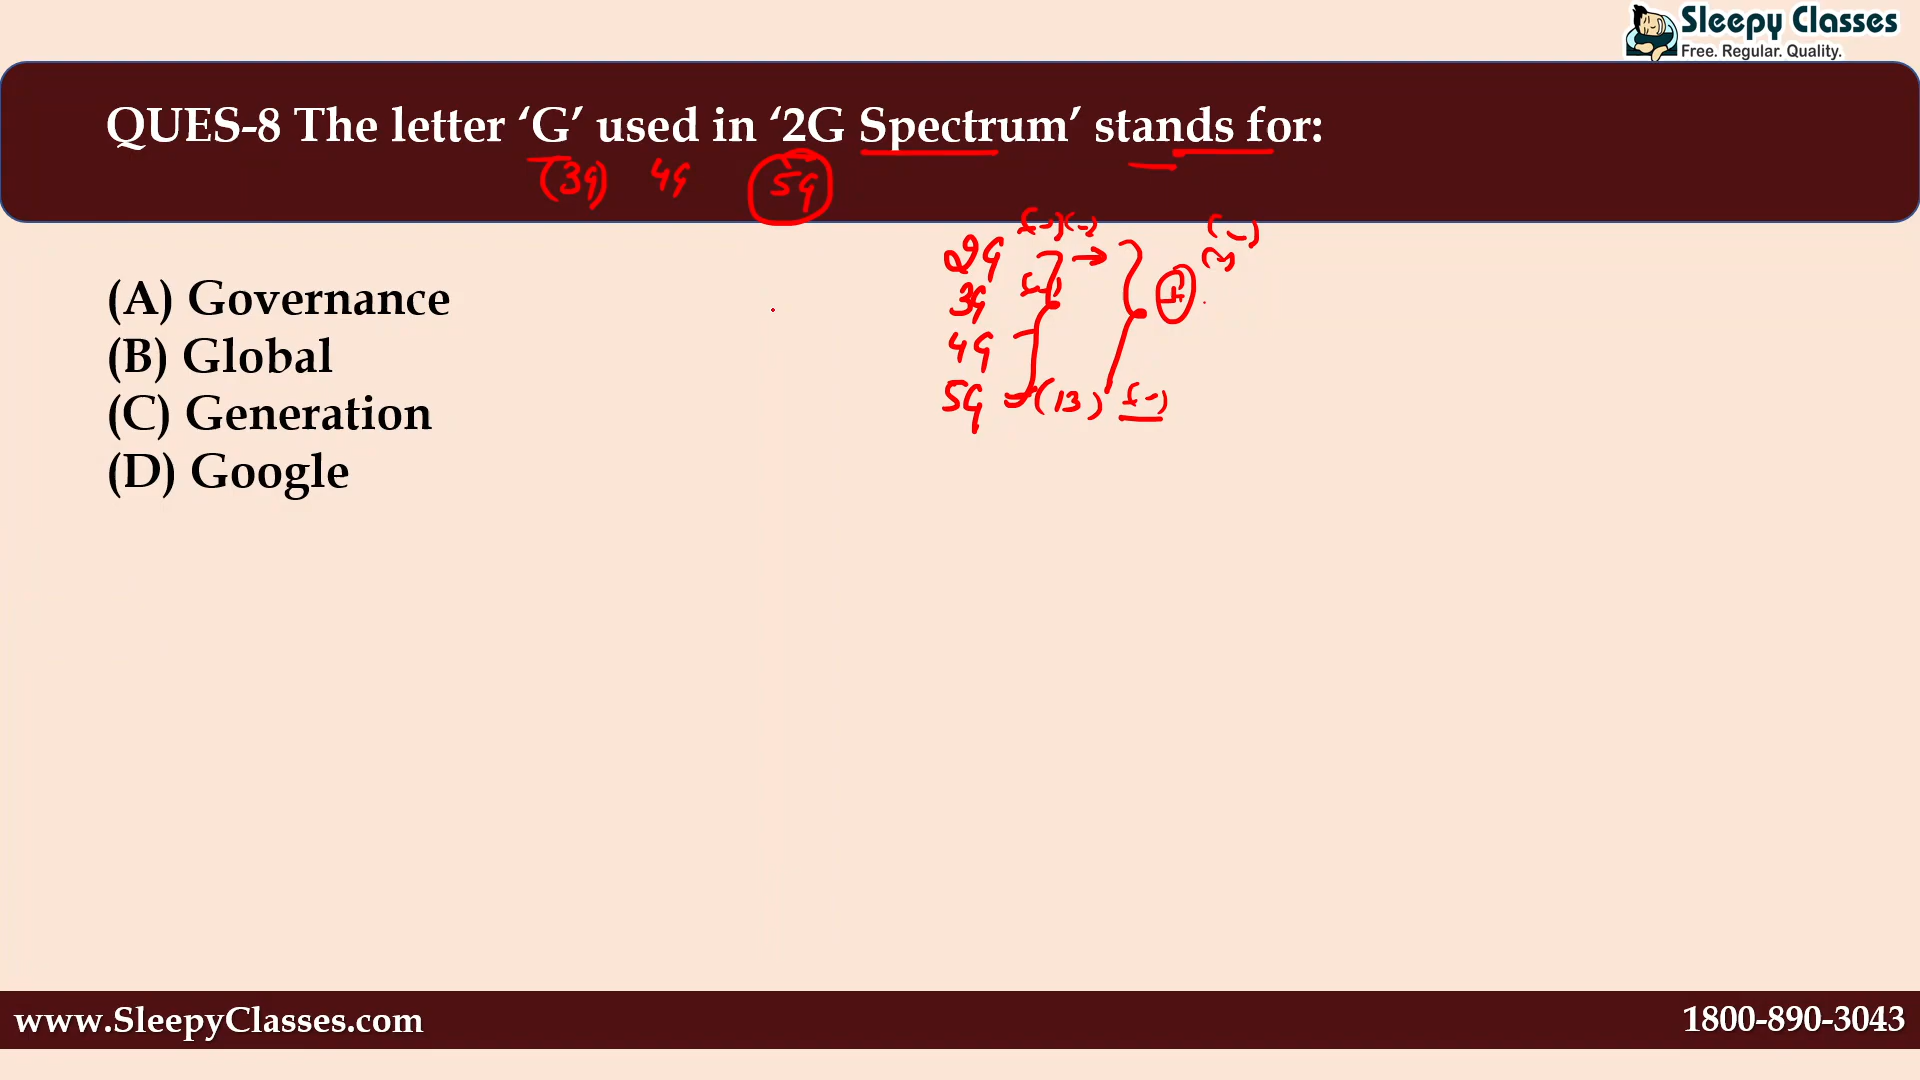 Sleepy Classes
Free. Regular. Quality.
QUES-8 The letter ‘G’ used in ‘2G Spectrum’ stands for:
(3G) 4G 5G
2G
3G
4G
5G (13)
(A) Governance
(B) Global
(C) Generation
(D) Google
www.SleepyClasses.com
1800-890-3043